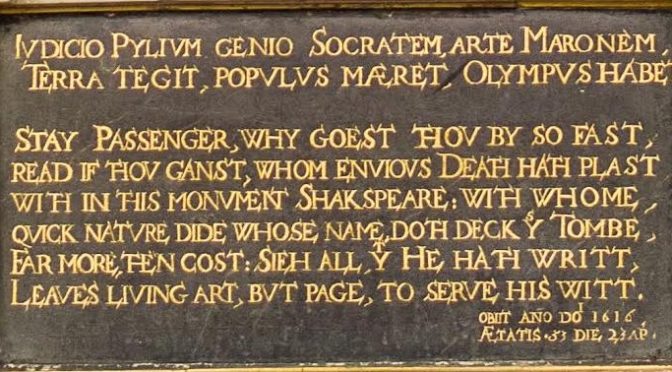 IVDICIO PYLIVM GENIO SOCRATEM, ARTE MARONEM
TERRA TEGIT, POPVLVS MÆRET, OLYMPVS HABET
STAY PASSENGER, WHY GOEST THOV BY SO FAST,
READ IF THOV CANST, WHOM ENVIOVS DEATH HATH PLAST
WITH IN THIS MONVMENT SHAKSPEARE: WITH WHOME,
QVICK NATVRE DIDE WHOSE NAME, DOTH DECK Yˢ TOMBE,
FAR MORE, THEN COST: SIEH ALL, Yᵀ HE HATH WRITT,
LEAVES LIVING ART, BVT PAGE, TO SERVE HIS WITT.
OBIIT AÑO DOⁱ 1616
ÆTATIS · 53 DIE 23 AP.